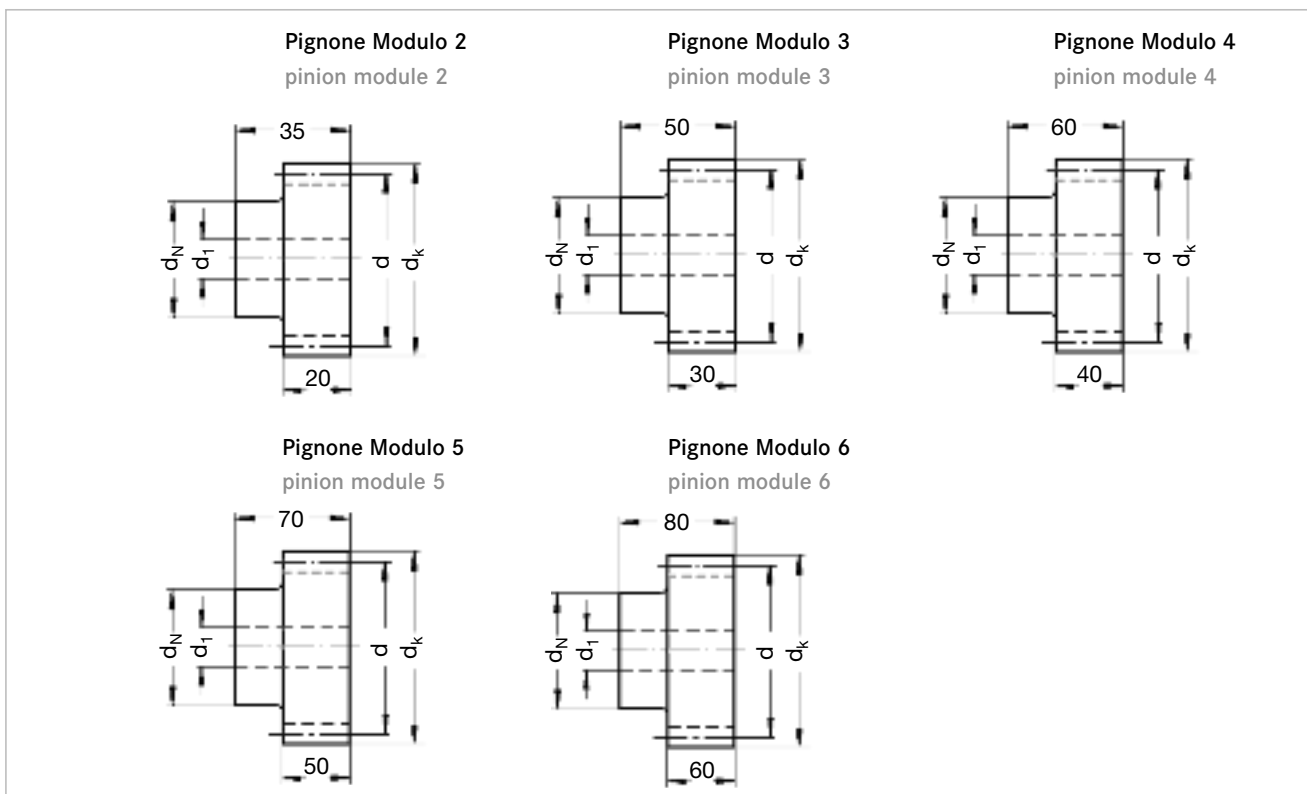 Pignone Modulo 2
pinion module 2
35
dN
d1
d
dk
20
Pignone Modulo 3
pinion module 3
50
dN
d1
d
dk
30
Pignone Modulo 4
pinion module 4
60
dN
d1
d
dk
40
Pignone Modulo 5
pinion module 5
70
dN
d1
d
dk
50
Pignone Modulo 6
pinion module 6
80
dN
d1
d
dk
60